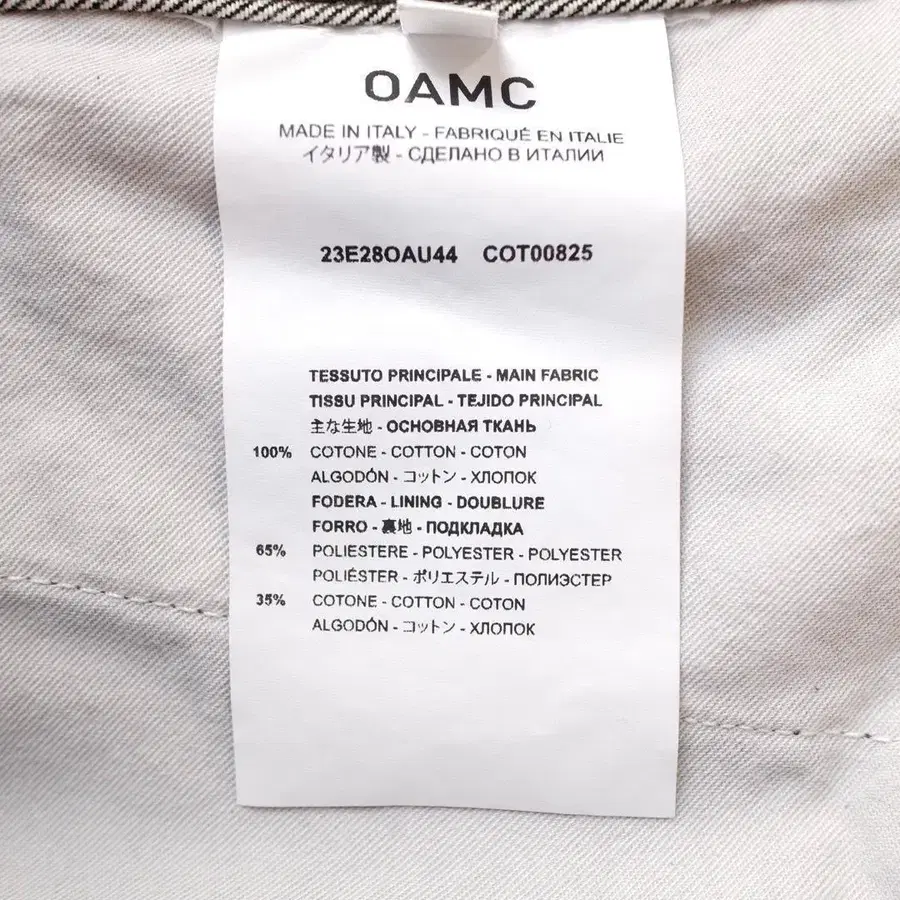 OAMC
MADE IN ITALY - FABRIQUÉ EN ITALIE
イタリア製 - СДЕЛАНО В ИТАЛИИ
23E28OAU44 COT00825
TESSUTO PRINCIPALE - MAIN FABRIC
TISSU PRINCIPAL - TEJIDO PRINCIPAL
主な生地 - ОСНОВНАЯ ТКАНЬ
100% COTONE - COTTON - COTON
ALGODÓN - コットン - ХЛОПОК
FODERA - LINING - DOUBLURE
FORRO - 裏地 - ПОДКЛАДКА
65% POLIESTERE - POLYESTER - POLYESTER
POLIÉSTER - ポリエステル - ПОЛИЭСТЕР
35% COTONE - COTTON - COTON
ALGODÓN - コットン - ХЛОПОК